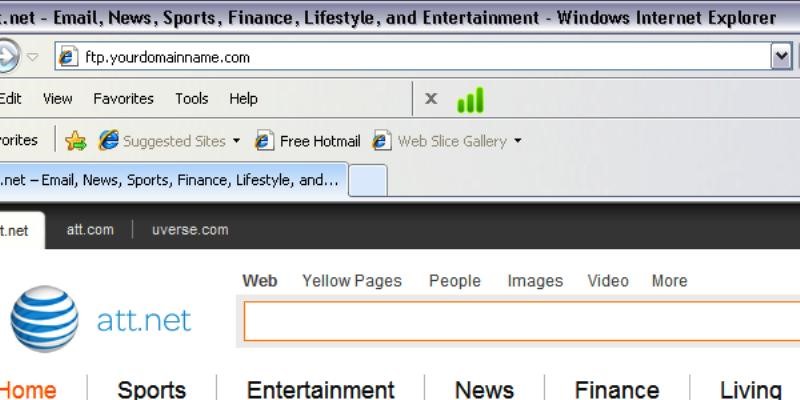 t.net - Email, News, Sports, Finance, Lifestyle, and Entertainment - Windows Internet Explorer
ftp.yourdomainname.com
Edit View Favorites Tools Help x
orites Suggested Sites Free Hotmail Web Slice Gallery
.net – Email, News, Sports, Finance, Lifestyle, and...
t.net att.com uverse.com
Web Yellow Pages People Images Video More
att.net
Home Sports Entertainment News Finance Living